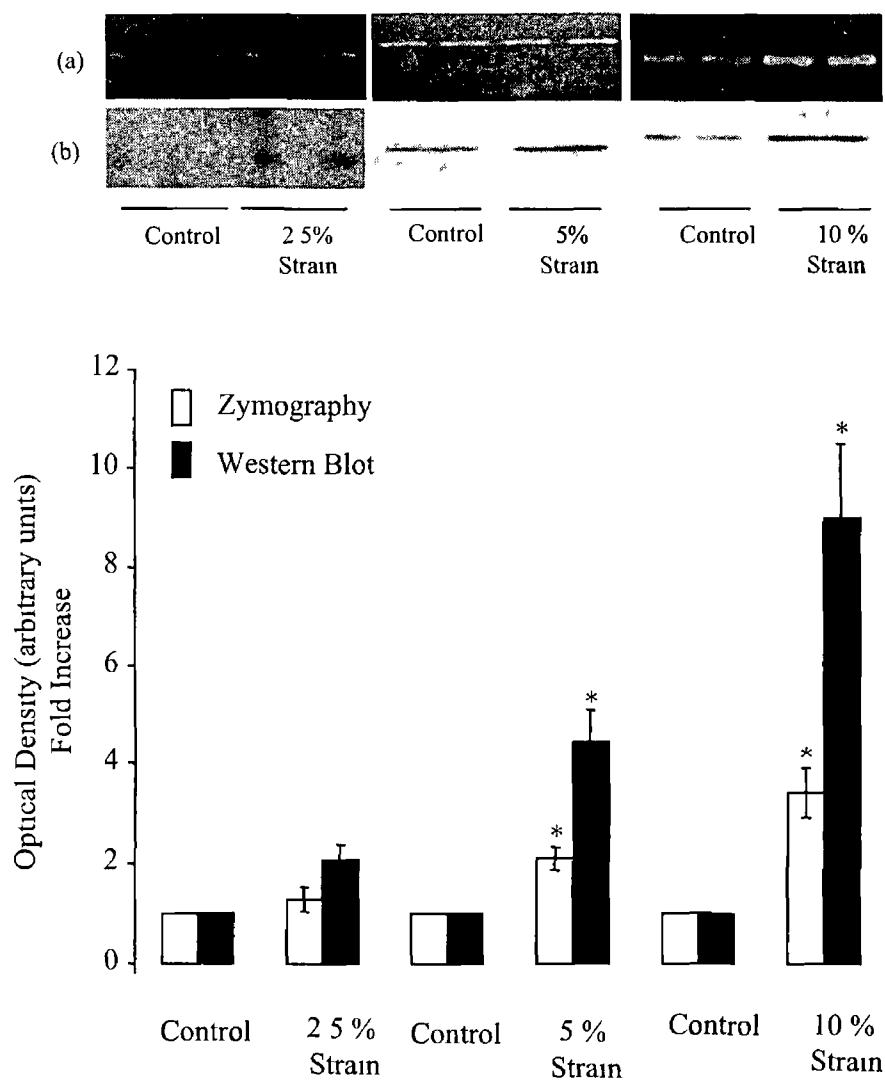 (a)
(b)
Control
2 5%
Strain
Control
5%
Strain
Control
10 %
Strain
12
10
8
6
4
2
0
Optical Density (arbitrary units)
Fold Increase
Zymography
Western Blot
*
*
*
*
Control
2 5 %
Strain
Control
5 %
Strain
Control
10 %
Strain